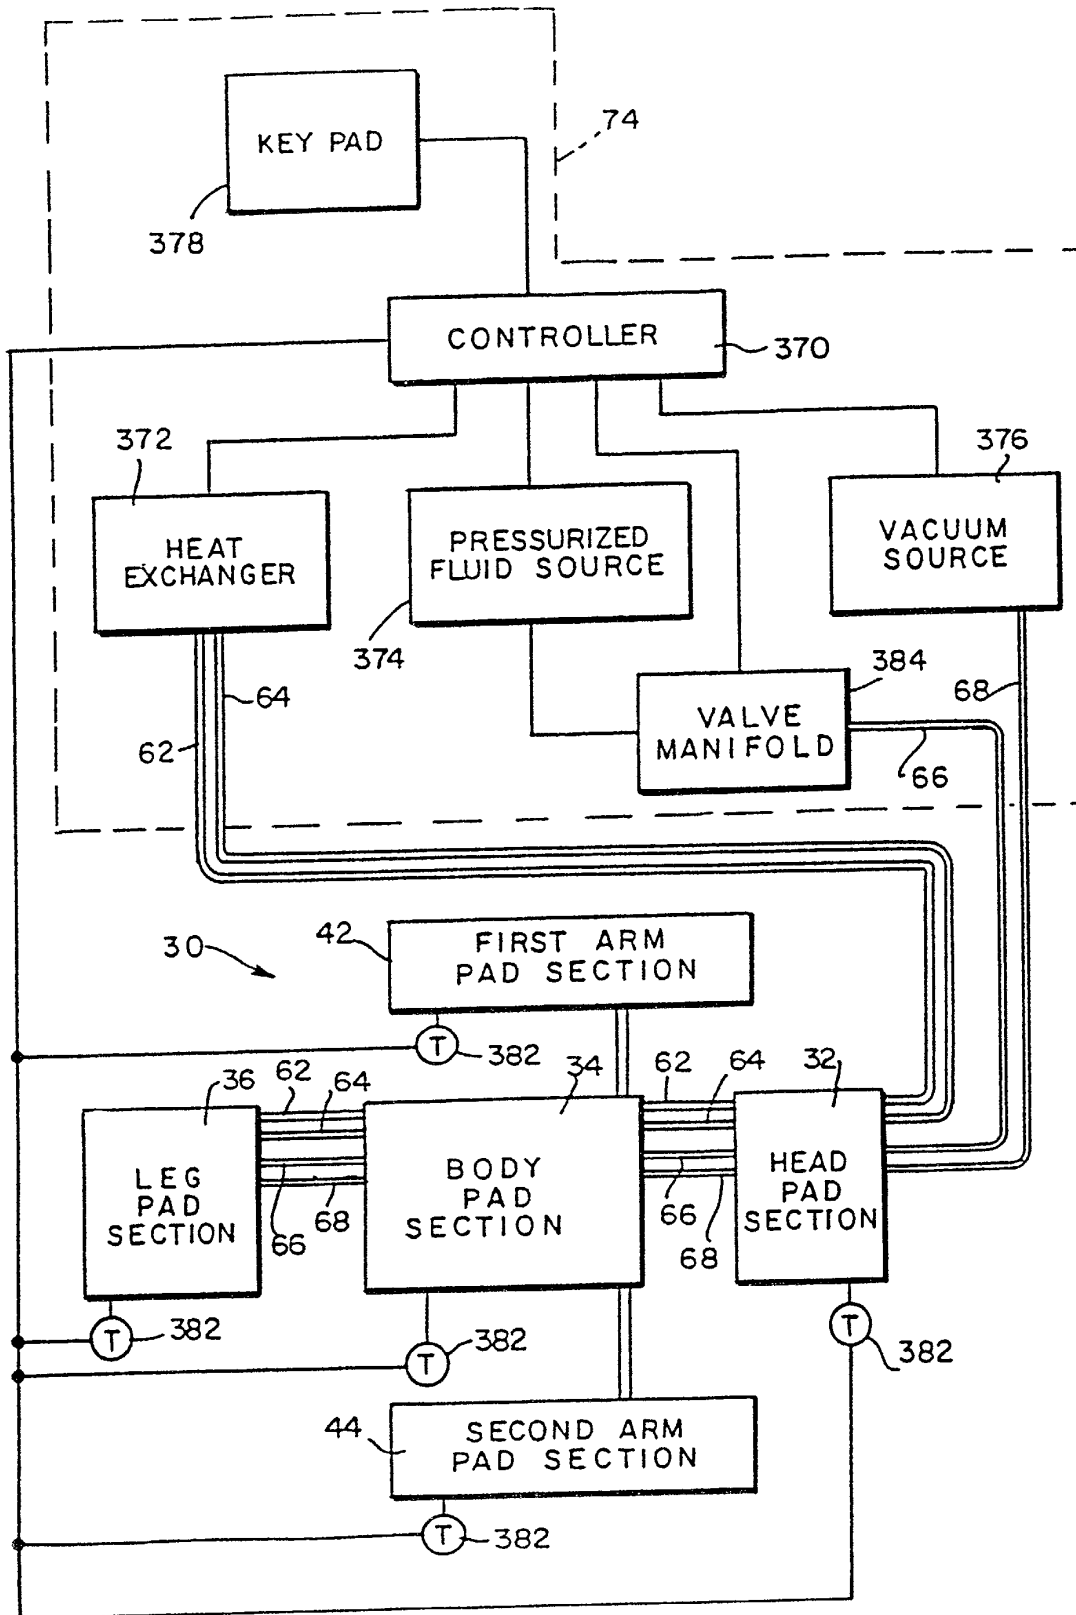 74
KEY PAD
378
CONTROLLER
370
372
376
HEAT
EXCHANGER
PRESSURIZED
FLUID SOURCE
VACUUM
SOURCE
374
384
68
64
62
VALVE
MANIFOLD
66
30
42
FIRST ARM
PAD SECTION
382
36
62
64
34
62
64
32
LEG
PAD
SECTION
BODY
PAD
SECTION
HEAD
PAD
SECTION
66
68
66
68
382
382
382
44
SECOND ARM
PAD SECTION
T
T
T
T
T
382